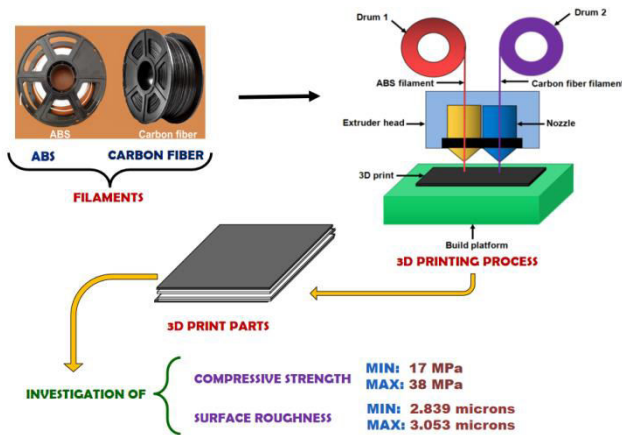 Drum 1
Drum 2
ABS filament
Carbon fiber filament
Extruder head
Nozzle
3D print
Build platform
3D PRINTING PROCESS
ABS
Carbon fiber
ABS
CARBON FIBER
FILAMENTS
3D PRINT PARTS
INVESTIGATION OF
COMPRESSIVE STRENGTH
MIN: 17 MPa
MAX: 38 MPa
SURFACE ROUGHNESS
MIN: 2.839 microns
MAX: 3.053 microns